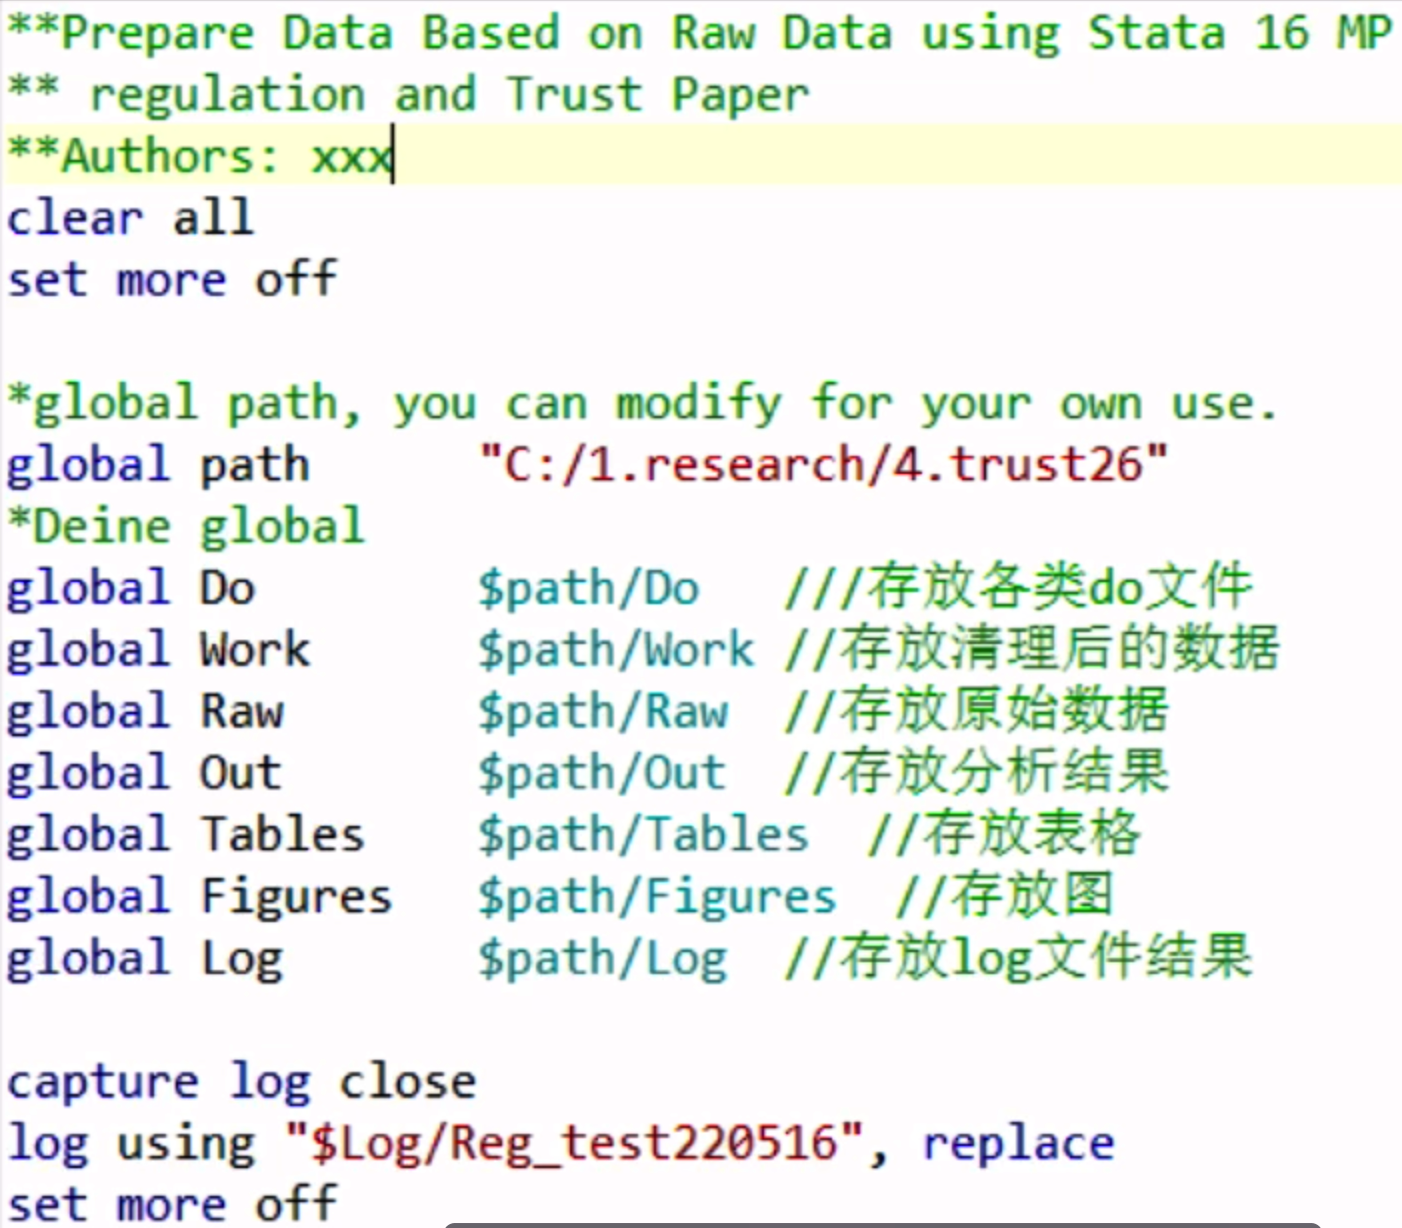 **Prepare Data Based on Raw Data using Stata 16 MP
** regulation and Trust Paper
**Authors: xxx
clear all
set more off
*global path, you can modify for your own use.
global path "C:/1.research/4.trust26"
*Deine global
global Do $path/Do ///存放各类do文件
global Work $path/Work //存放清理后的数据
global Raw $path/Raw //存放原始数据
global Out $path/Out //存放分析结果
global Tables $path/Tables //存放表格
global Figures $path/Figures //存放图
global Log $path/Log //存放log文件结果
capture log close
log using "$Log/Reg_test220516", replace
set more off